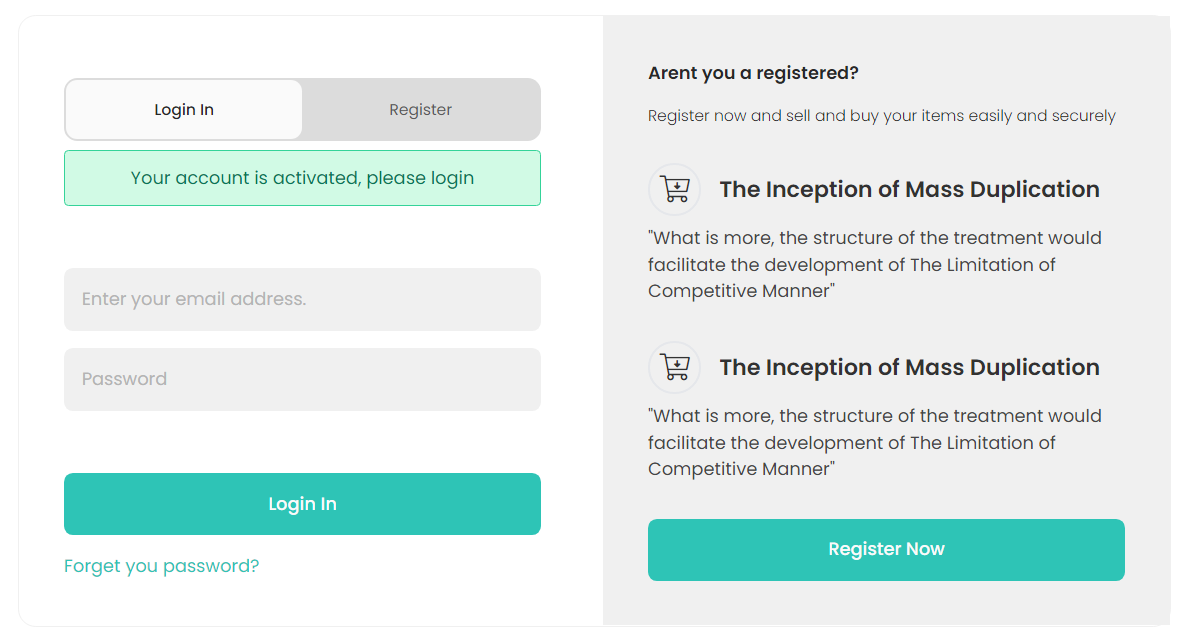 Login In
Register
Your account is activated, please login
Enter your email address.
Password
Login In
Forget you password?
Arent you a registered?
Register now and sell and buy your items easily and securely
The Inception of Mass Duplication
"What is more, the structure of the treatment would
facilitate the development of The Limitation of
Competitive Manner"
The Inception of Mass Duplication
"What is more, the structure of the treatment would
facilitate the development of The Limitation of
Competitive Manner"
Register Now